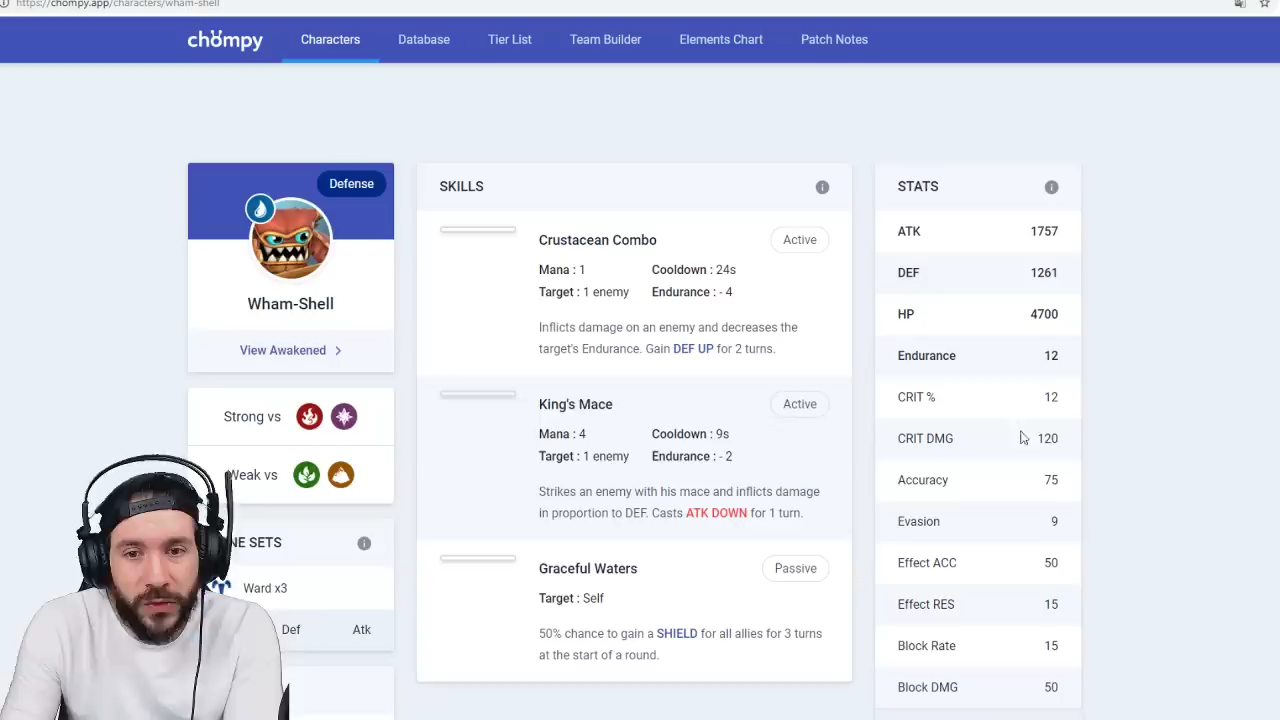 https://chompy.app/characters/wham-shell
chompy
Characters
Database
Tier List
Team Builder
Elements Chart
Patch Notes
Defense
Wham-Shell
View Awakened
Strong vs
Weak vs
NE SETS
Ward x3
Def
Atk
SKILLS
Crustacean Combo
Active
Mana : 1
Cooldown : 24s
Target : 1 enemy
Endurance : - 4
Inflicts damage on an enemy and decreases the
target's Endurance. Gain DEF UP for 2 turns.
King's Mace
Active
Mana : 4
Cooldown : 9s
Target : 1 enemy
Endurance : - 2
Strikes an enemy with his mace and inflicts damage
in proportion to DEF. Casts ATK DOWN for 1 turn.
Graceful Waters
Passive
Target : Self
50% chance to gain a SHIELD for all allies for 3 turns
at the start of a round.
STATS
ATK 1757
DEF 1261
HP 4700
Endurance 12
CRIT % 12
CRIT DMG 120
Accuracy 75
Evasion 9
Effect ACC 50
Effect RES 15
Block Rate 15
Block DMG 50